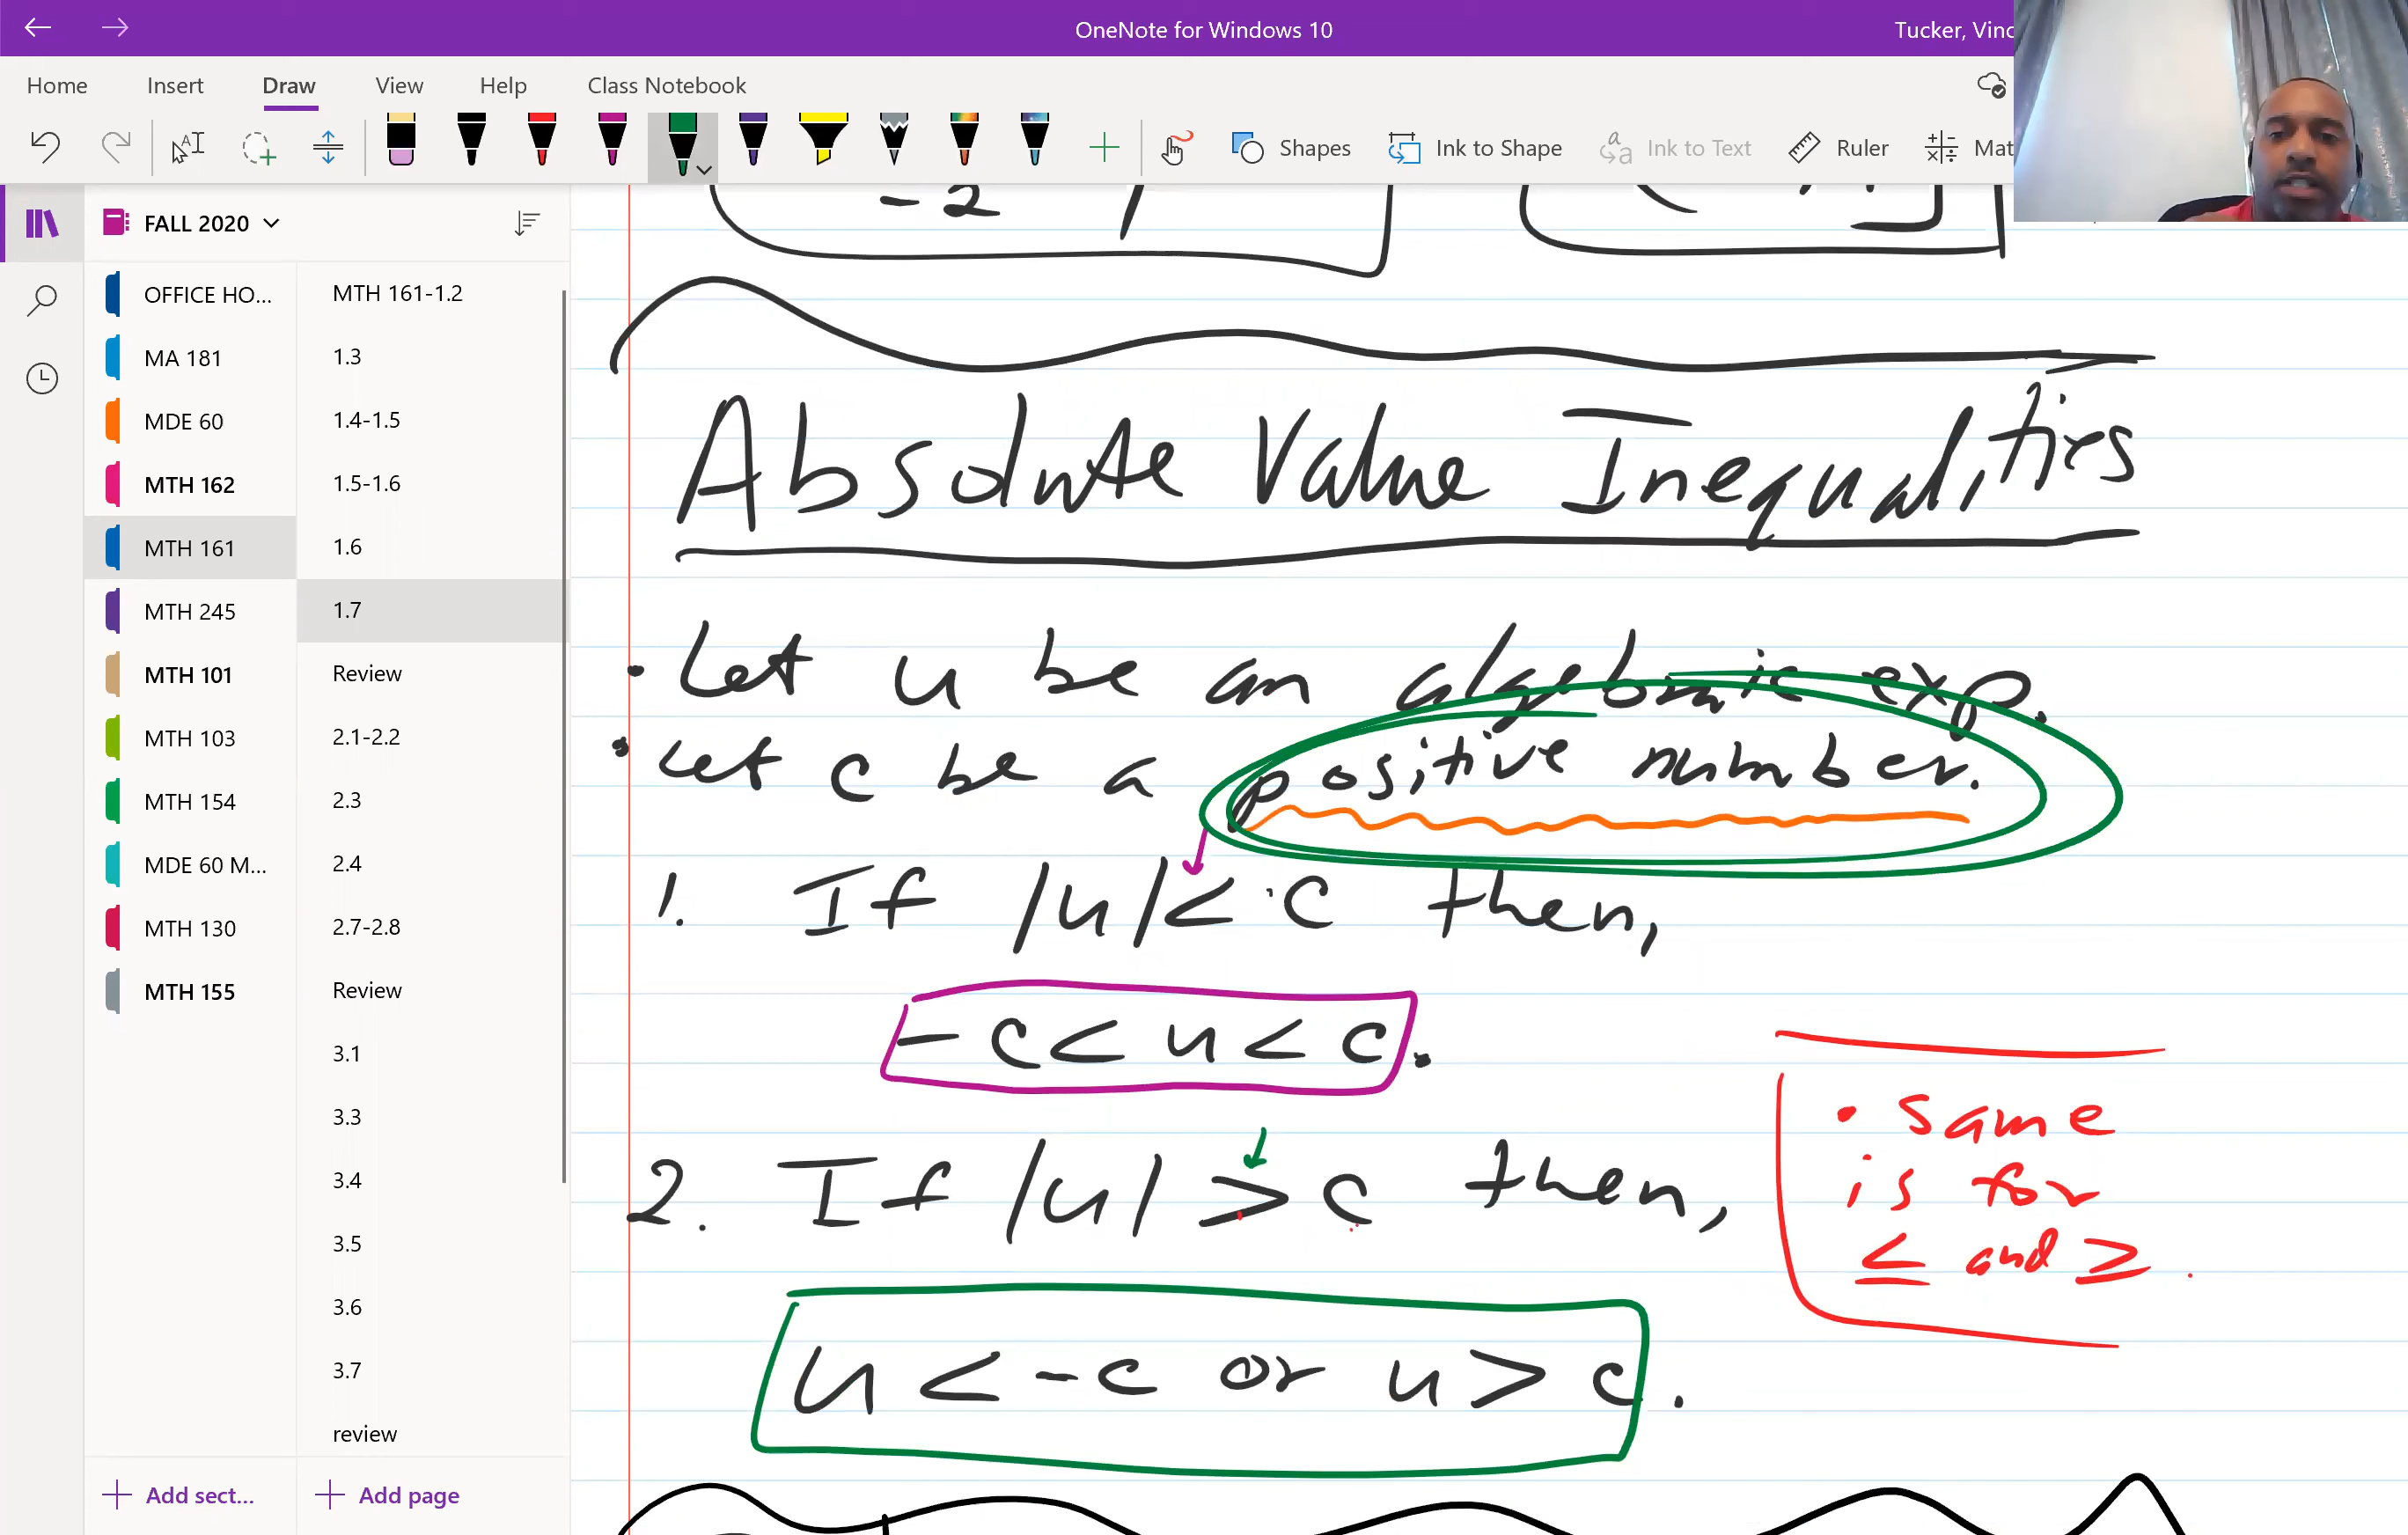 OneNote for Windows 10
Tucker, Vinc
Home Insert Draw View Help Class Notebook
Shapes Ink to Shape Ink to Text Ruler Mat
FALL 2020
OFFICE HO...
MA 181
MDE 60
MTH 162
MTH 161
MTH 245
MTH 101
MTH 103
MTH 154
MDE 60 M...
MTH 130
MTH 155
Add sect...
MTH 161-1.2
1.3
1.4-1.5
1.5-1.6
1.6
1.7
Review
2.1-2.2
2.3
2.4
2.7-2.8
Review
3.1
3.3
3.4
3.5
3.6
3.7
review
Add page
-2
Absolute Value Inequalities
• Let u be an algebraic exp.
• Let c be a positive number.
1. If |u| < c then,
-c < u < c.
2. If |u| > c then,
u < -c or u > c.
• same
is for
≤ and ≥.